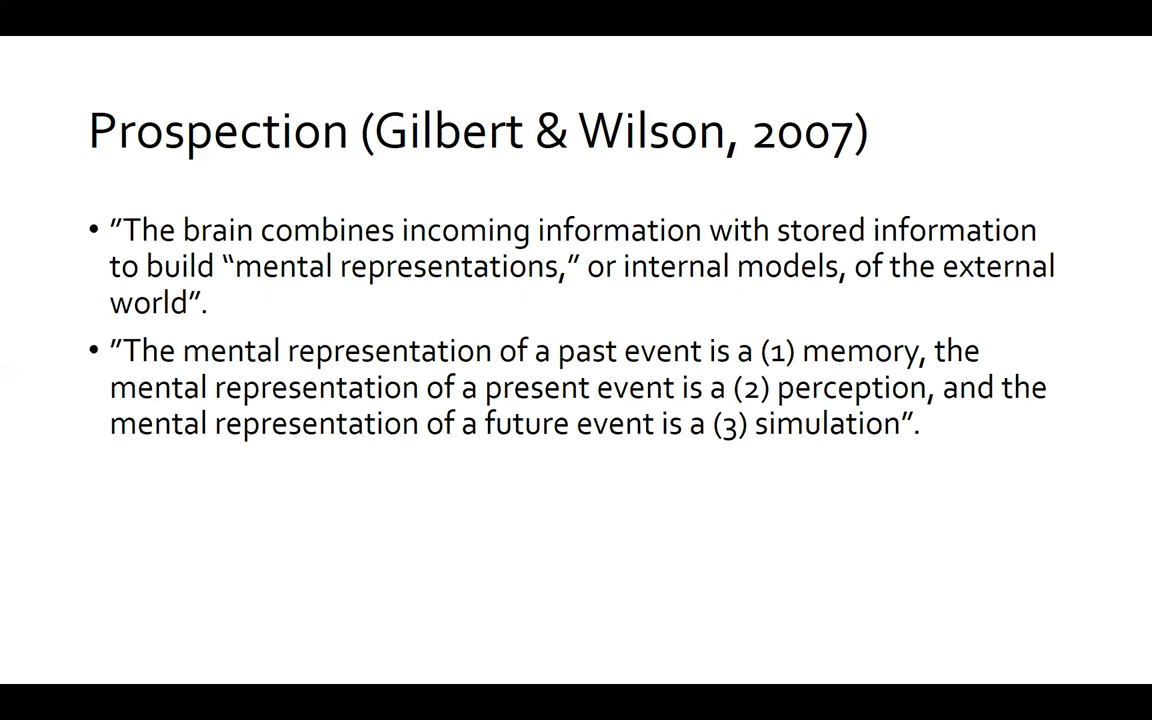 Prospection (Gilbert & Wilson, 2007)
• ”The brain combines incoming information with stored information
to build “mental representations,” or internal models, of the external
world”.
• ”The mental representation of a past event is a (1) memory, the
mental representation of a present event is a (2) perception, and the
mental representation of a future event is a (3) simulation”.